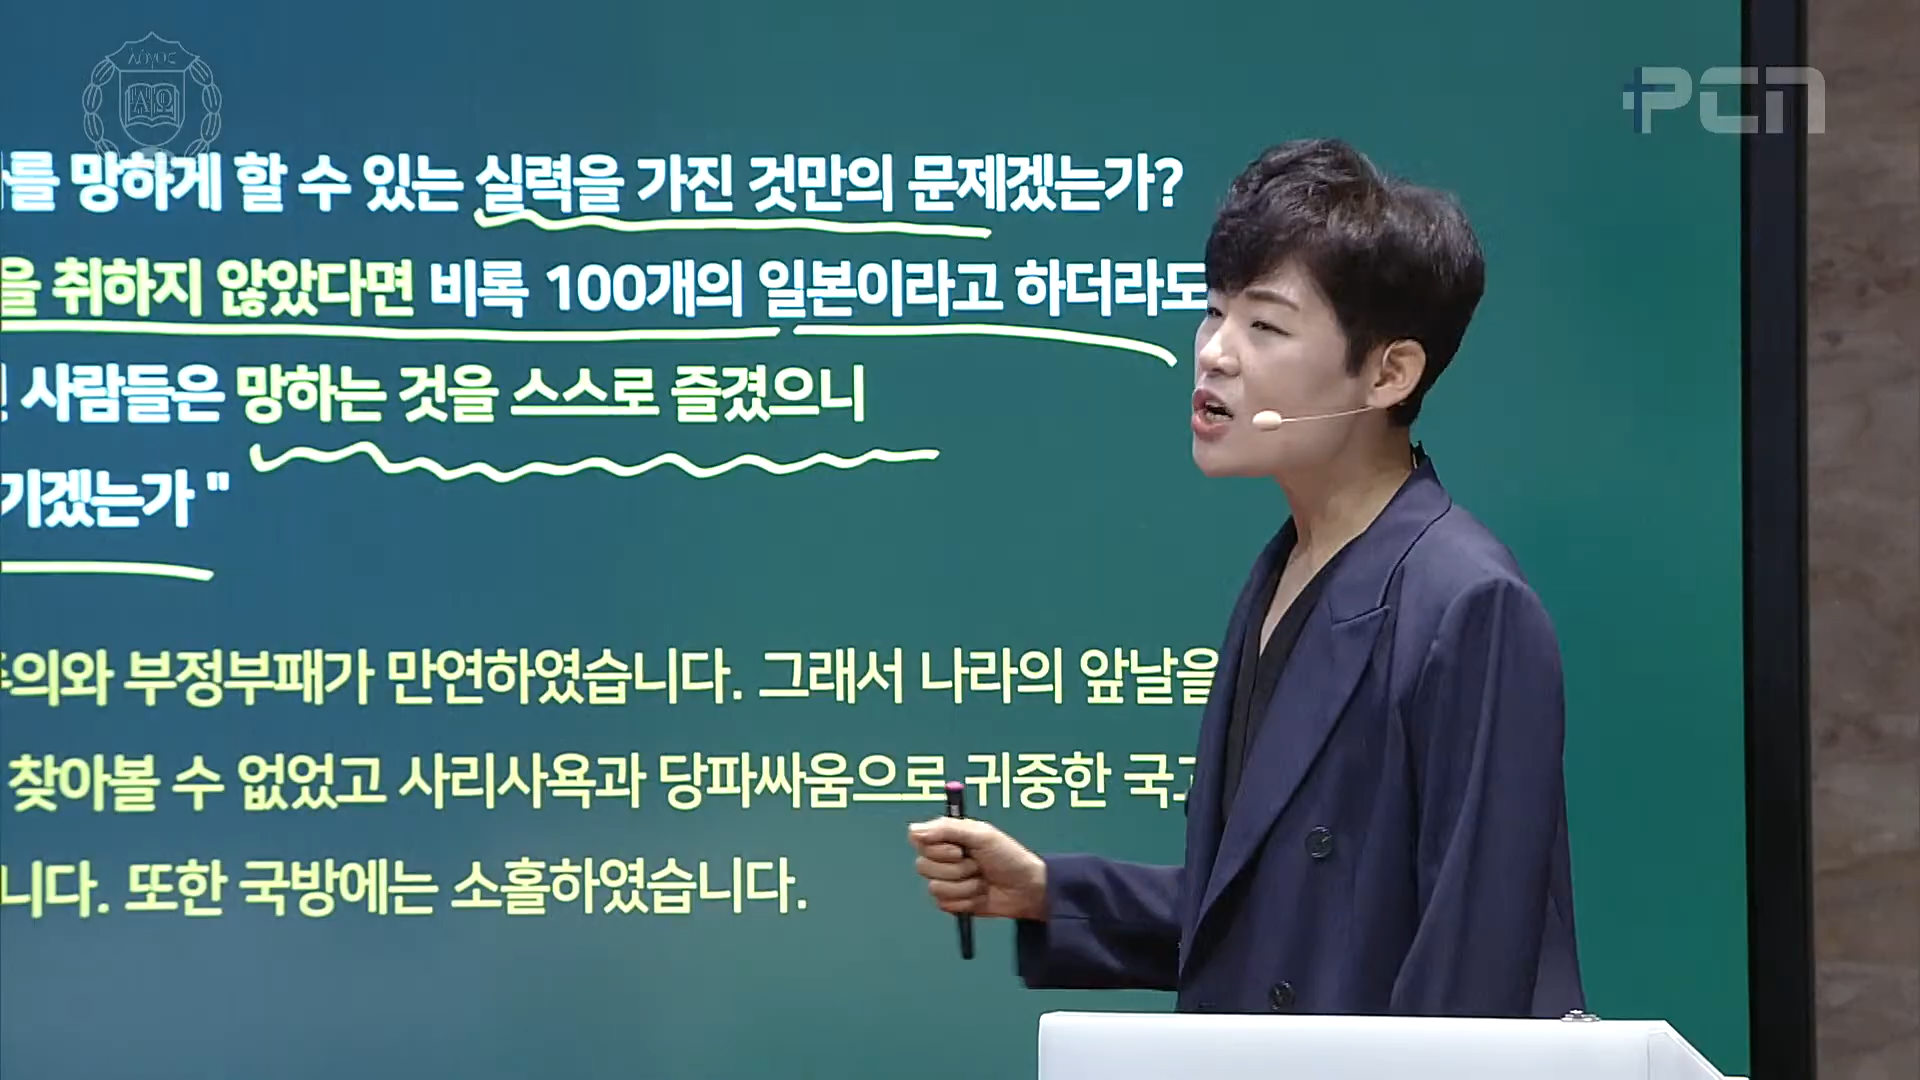 λόγος
ΑΩ
PCN
를 망하게 할 수 있는 실력을 가진 것만의 문제겠는가?
을 취하지 않았다면 비록 100개의 일본이라고 하더라도
사람들은 망하는 것을 스스로 즐겼으니
기겠는가 "
의와 부정부패가 만연하였습니다. 그래서 나라의 앞날을
찾아볼 수 없었고 사리사욕과 당파싸움으로 귀중한 국고
니다. 또한 국방에는 소홀하였습니다.